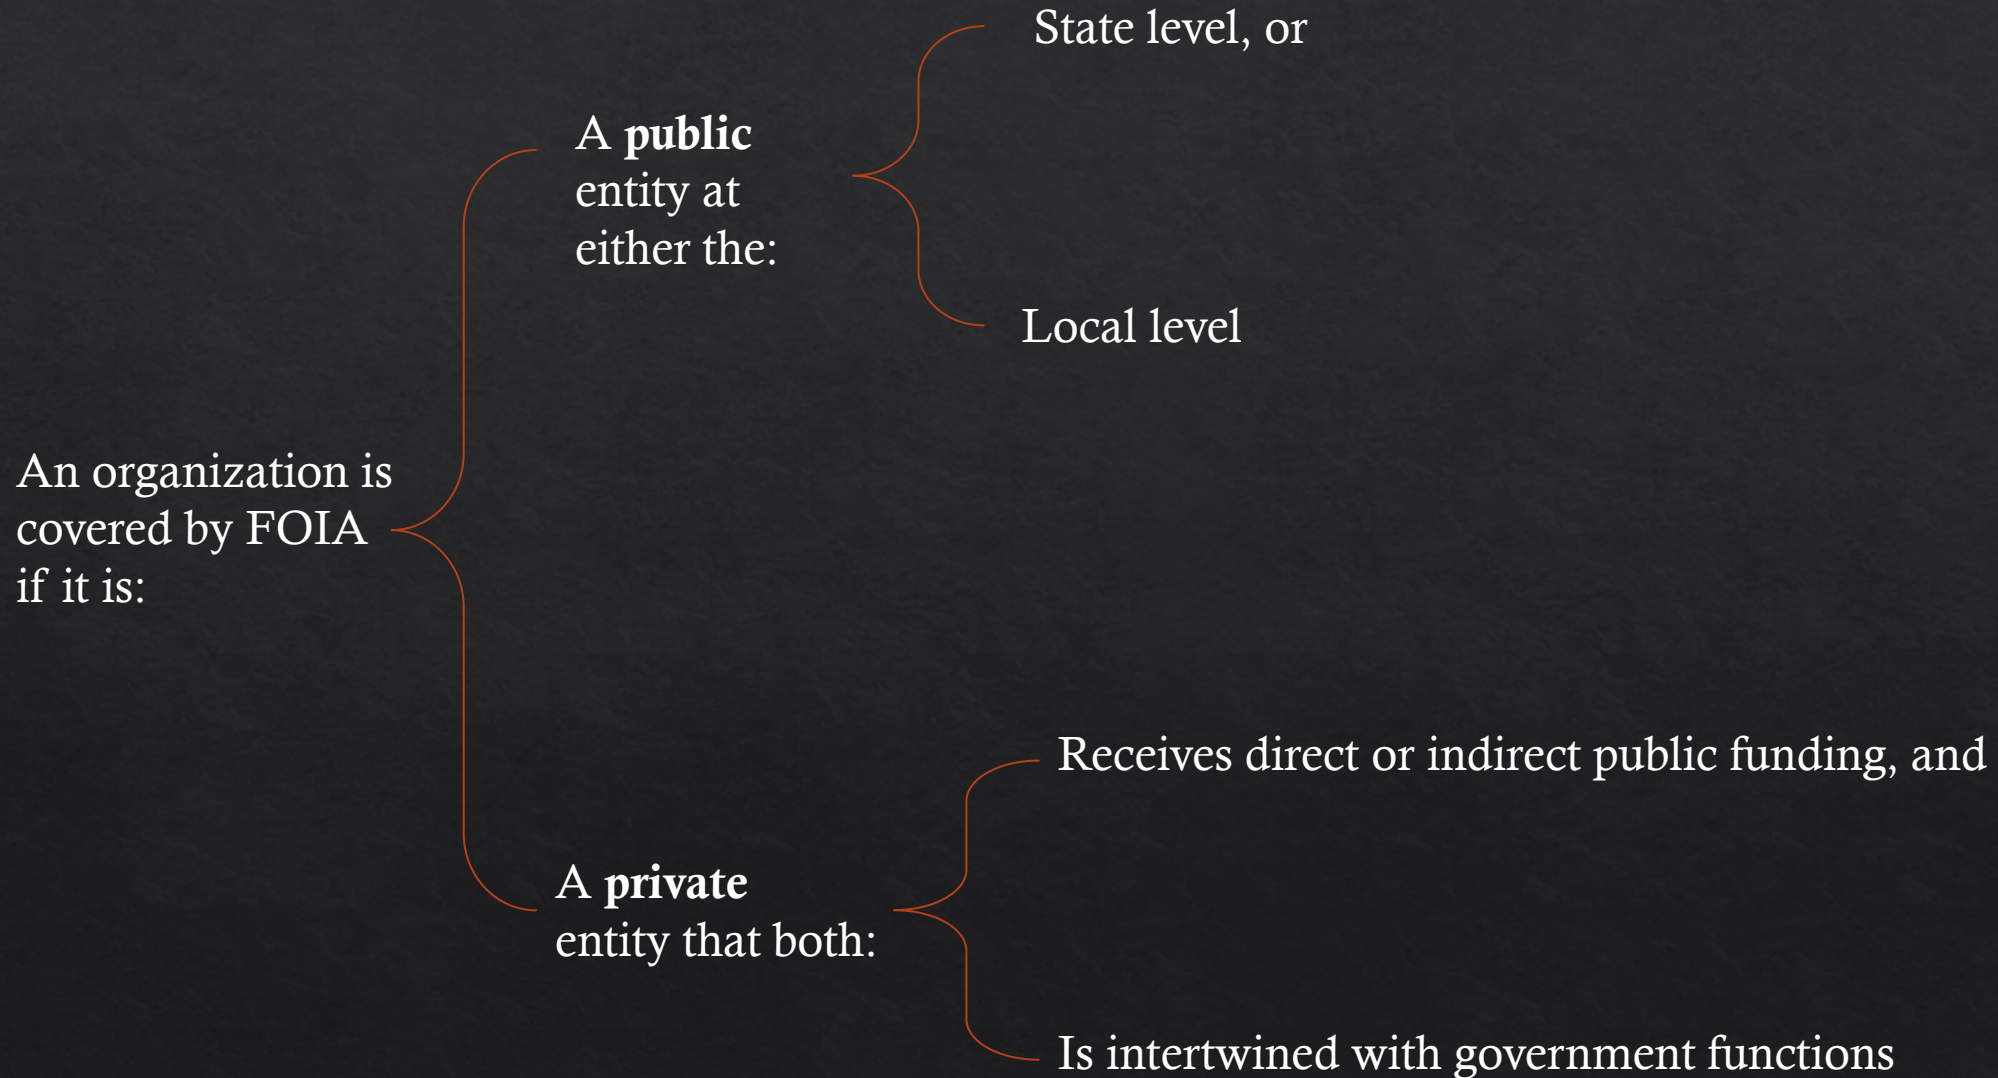 An organization is
covered by FOIA
if it is:
A public
entity at
either the:
State level, or
Local level
A private
entity that both:
Receives direct or indirect public funding, and
Is intertwined with government functions